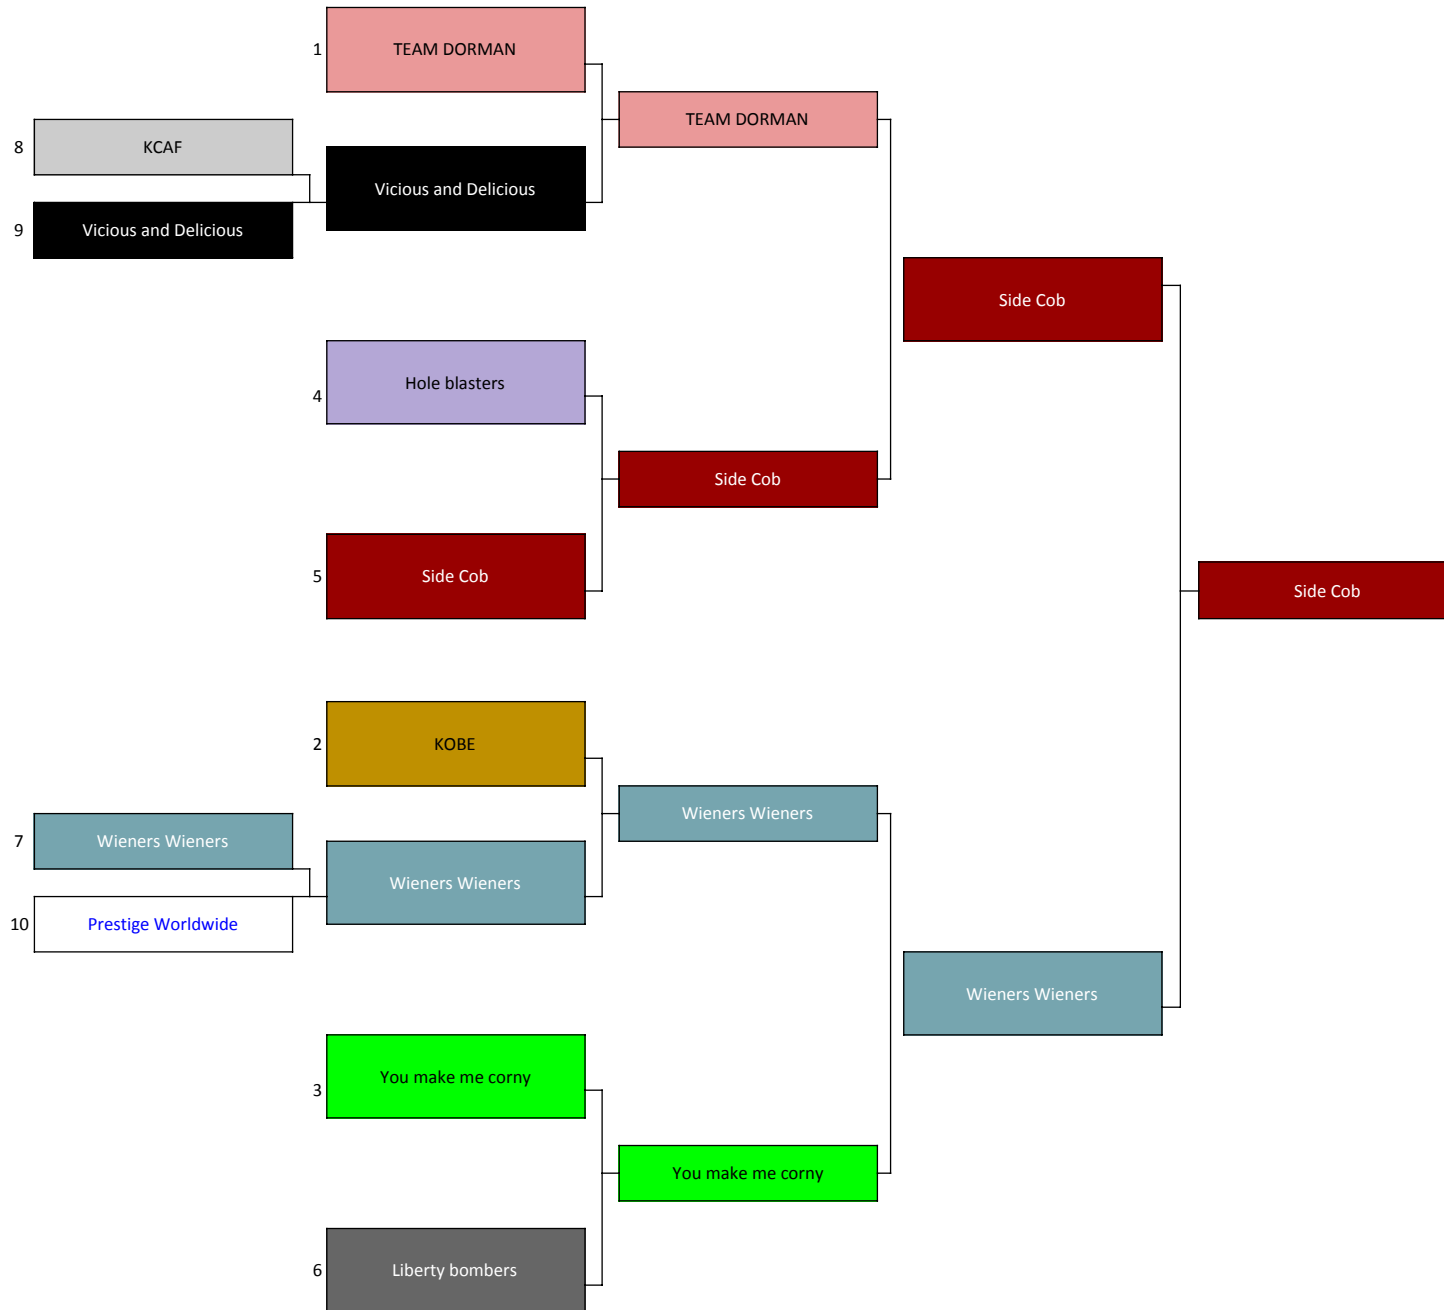 1
TEAM DORMAN
TEAM DORMAN
8
KCAF
Vicious and Delicious
9
Vicious and Delicious
Side Cob
4
Hole blasters
Side Cob
5
Side Cob
Side Cob
2
KOBE
Wieners Wieners
7
Wieners Wieners
Wieners Wieners
10
Prestige Worldwide
Wieners Wieners
3
You make me corny
You make me corny
6
Liberty bombers